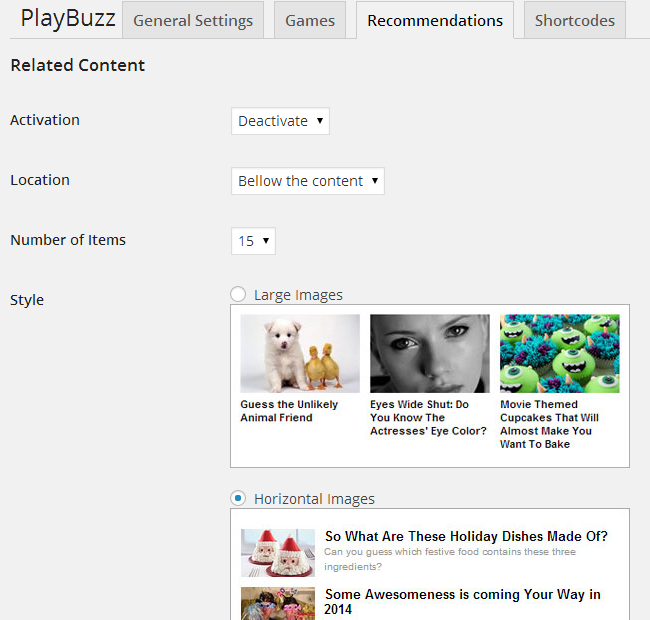 PlayBuzz General Settings Games Recommendations Shortcodes
Related Content
Activation Deactivate
Location Bellow the content
Number of Items 15
Style Large Images
Guess the Unlikely
Animal Friend
Eyes Wide Shut: Do
You Know The
Actresses' Eye Color?
Movie Themed
Cupcakes That Will
Almost Make You
Want To Bake
Horizontal Images
So What Are These Holiday Dishes Made Of?
Can you guess which festive food contains these three
ingredients?
Some Awesomeness is coming Your Way in
2014